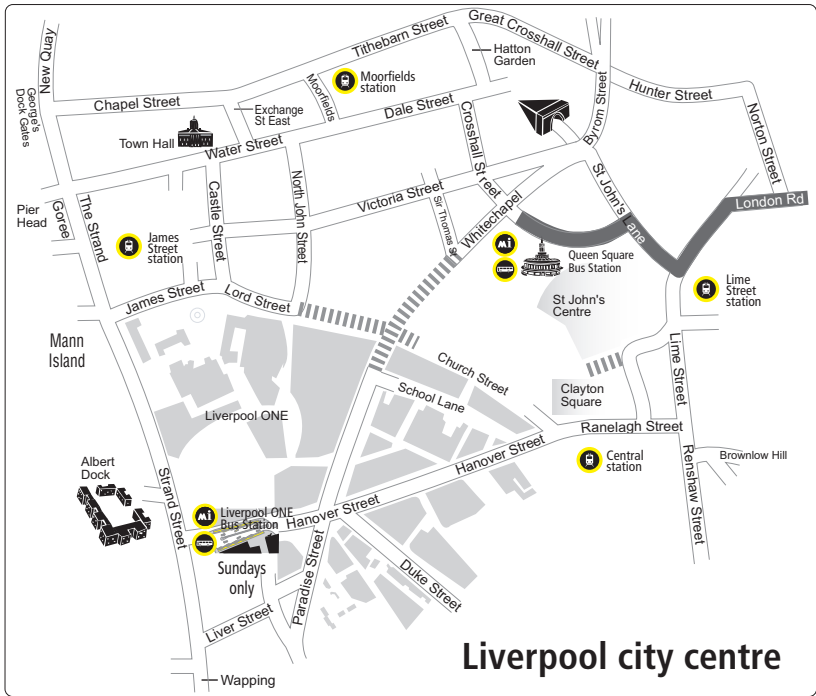 New Quay
George's
Dock Gates
Chapel Street
Tithebarn Street
Great Crosshall Street
Hatton
Garden
Moorfields
station
Moorfields
Exchange
St East
Dale Street
Byrom Street
Hunter Street
Norton Street
Town Hall
Water Street
Crosshall Street
St John's Lane
London Rd
Pier
Head
Goree
The Strand
Castle Street
North John Street
Victoria Street
Sir Thomas St
Whitechapel
James
Street
station
Mi
Queen Square
Bus Station
St John's
Centre
Lime
Street
station
James Street
Lord Street
Mann
Island
Church Street
Lime Street
School Lane
Clayton
Square
Liverpool ONE
Ranelagh Street
Hanover Street
Central
station
Brownlow Hill
Renshaw Street
Albert
Dock
Strand Street
Mi
Liverpool ONE
Bus Station
Hanover Street
Sundays
only
Paradise Street
Duke Street
Liver Street
Wapping
Liverpool city centre